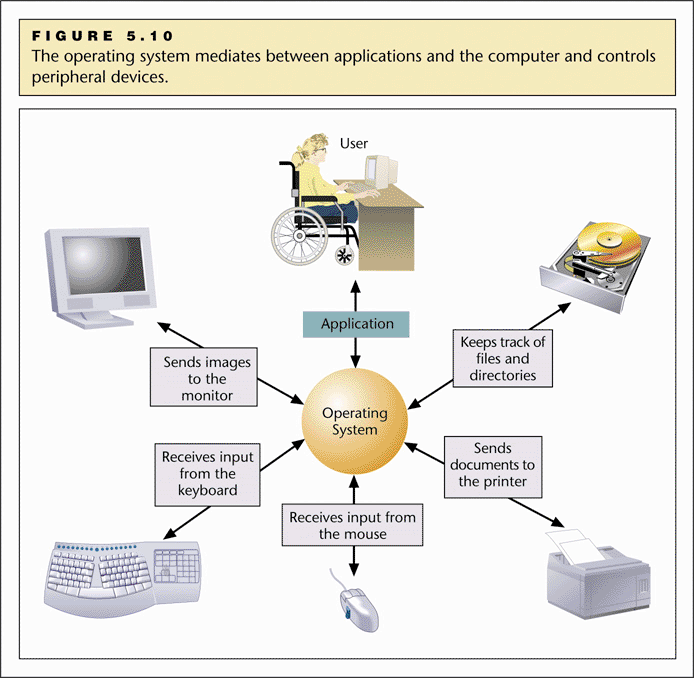 FIGURE 5.10
The operating system mediates between applications and the computer and controls
peripheral devices.
User
Application
Sends images
to the
monitor
Keeps track of
files and
directories
Operating
System
Receives input
from the
keyboard
Sends
documents to
the printer
Receives input from
the mouse